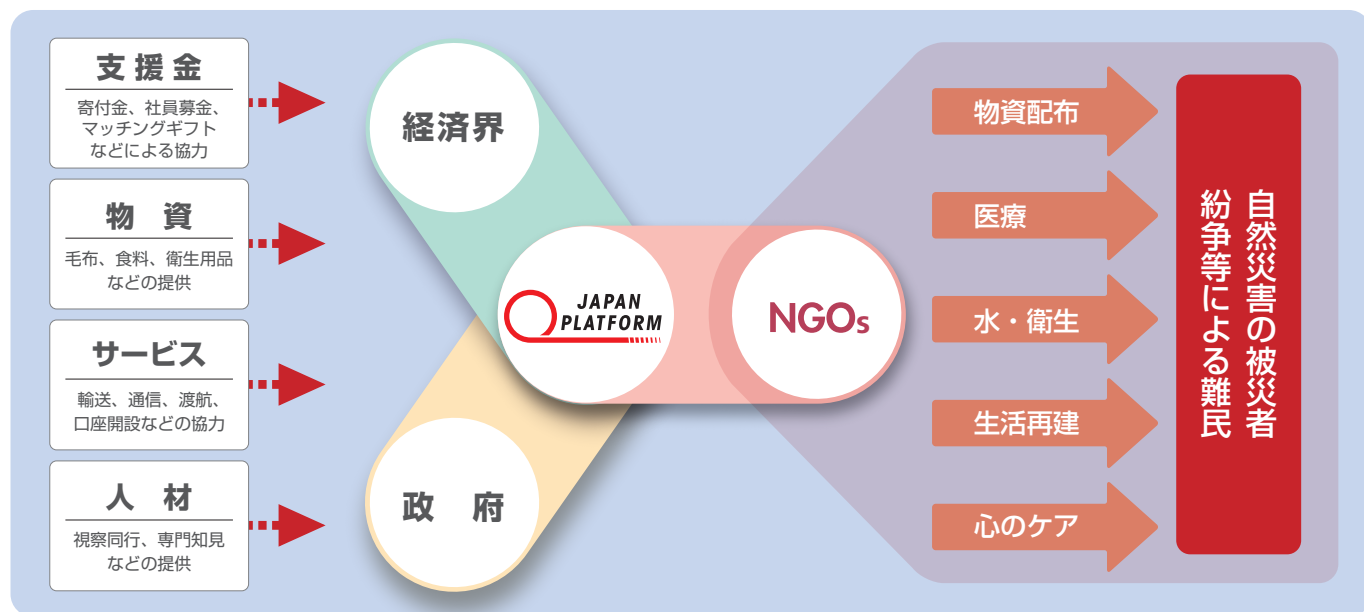 支援金
寄付金、社員募金、
マッチングギフト
などによる協力
物 資
毛布、食料、衛生用品
などの提供
サービス
輸送、通信、渡航、
口座開設などの協力
人 材
視察同行、専門知見
などの提供
経済界
政 府
JAPAN
PLATFORM
NGOs
物資配布
医療
水・衛生
生活再建
心のケア
自然災害の被災者
紛争等による難民